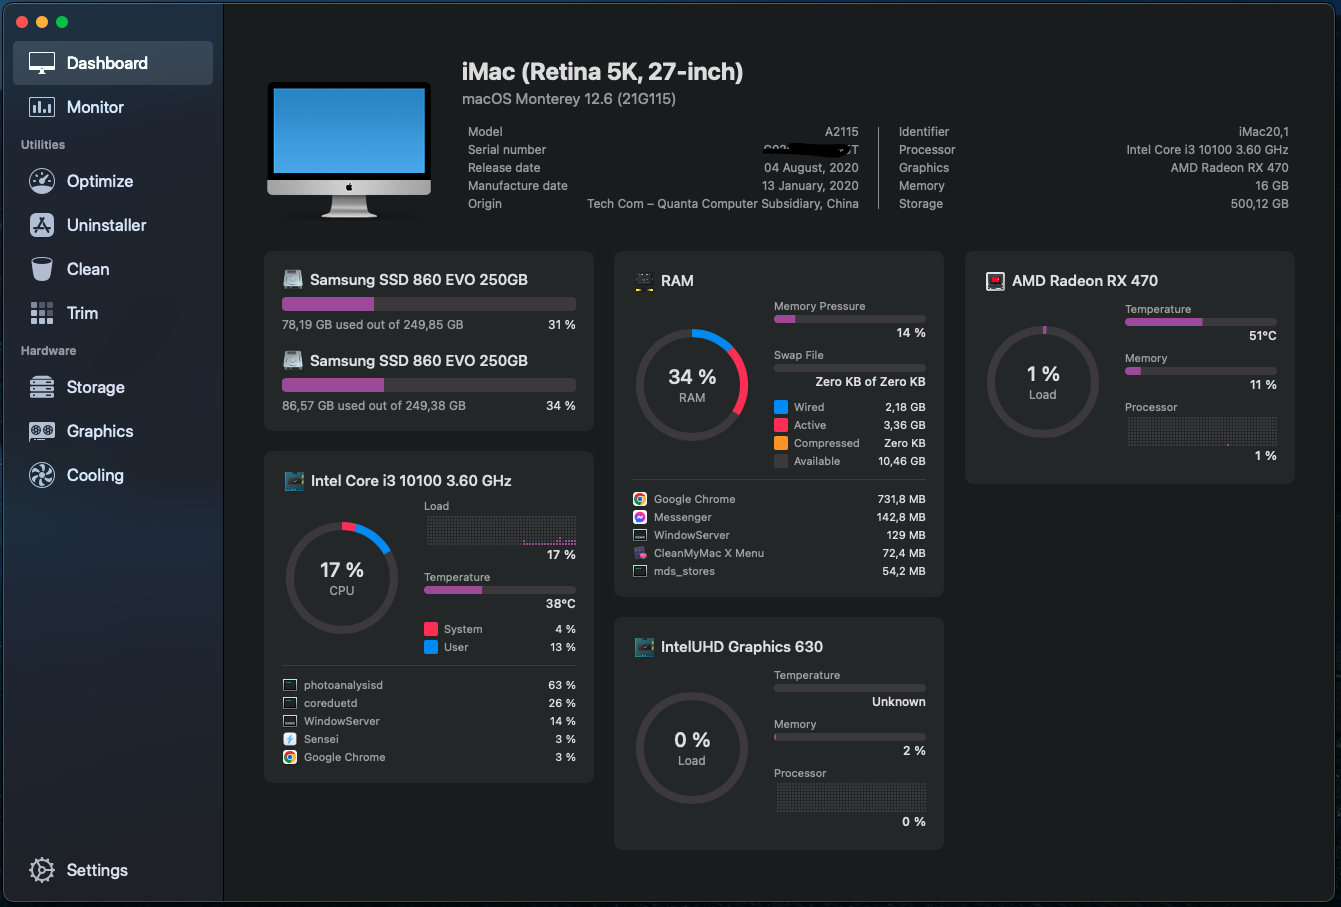 Dashboard
Monitor
Utilities
Optimize
Uninstaller
Clean
Trim
Hardware
Storage
Graphics
Cooling
Settings
iMac (Retina 5K, 27-inch)
macOS Monterey 12.6 (21G115)
Model A2115
Serial number
Release date 04 August, 2020
Manufacture date 13 January, 2020
Origin Tech Com – Quanta Computer Subsidiary, China
Identifier iMac20,1
Processor Intel Core i3 10100 3.60 GHz
Graphics AMD Radeon RX 470
Memory 16 GB
Storage 500,12 GB
Samsung SSD 860 EVO 250GB
78,19 GB used out of 249,85 GB 31 %
Samsung SSD 860 EVO 250GB
86,57 GB used out of 249,38 GB 34 %
Intel Core i3 10100 3.60 GHz
17 %
CPU
Load
17 %
Temperature
38°C
System 4 %
User 13 %
photoanalysisd 63 %
coreduetd 26 %
WindowServer 14 %
Sensei 3 %
Google Chrome 3 %
RAM
34 %
RAM
Memory Pressure
14 %
Swap File
Zero KB of Zero KB
Wired 2,18 GB
Active 3,36 GB
Compressed Zero KB
Available 10,46 GB
Google Chrome 731,8 MB
Messenger 142,8 MB
WindowServer 129 MB
CleanMyMac X Menu 72,4 MB
mds_stores 54,2 MB
IntelUHD Graphics 630
0 %
Load
Temperature
Unknown
Memory
2 %
Processor
0 %
AMD Radeon RX 470
1 %
Load
Temperature
51°C
Memory
11 %
Processor
1 %